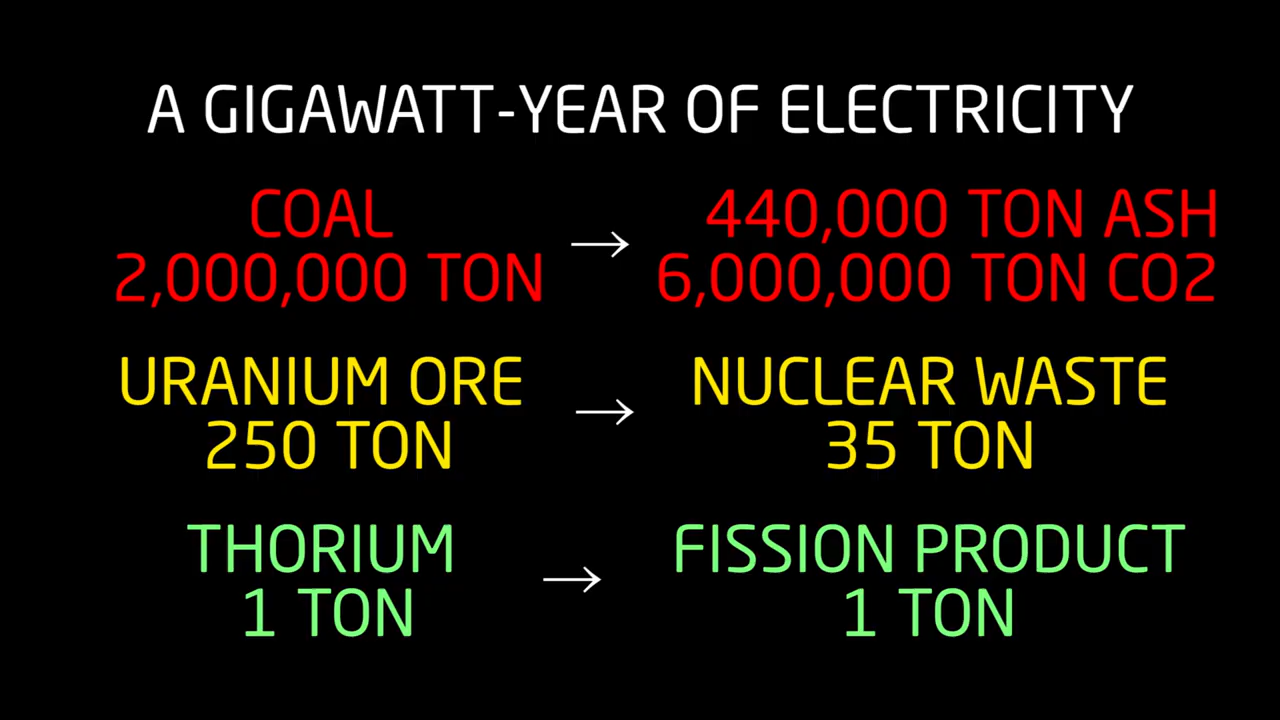 A GIGAWATT-YEAR OF ELECTRICITY
COAL
2,000,000 TON
→
440,000 TON ASH
6,000,000 TON CO2
URANIUM ORE
250 TON
→
NUCLEAR WASTE
35 TON
THORIUM
1 TON
→
FISSION PRODUCT
1 TON